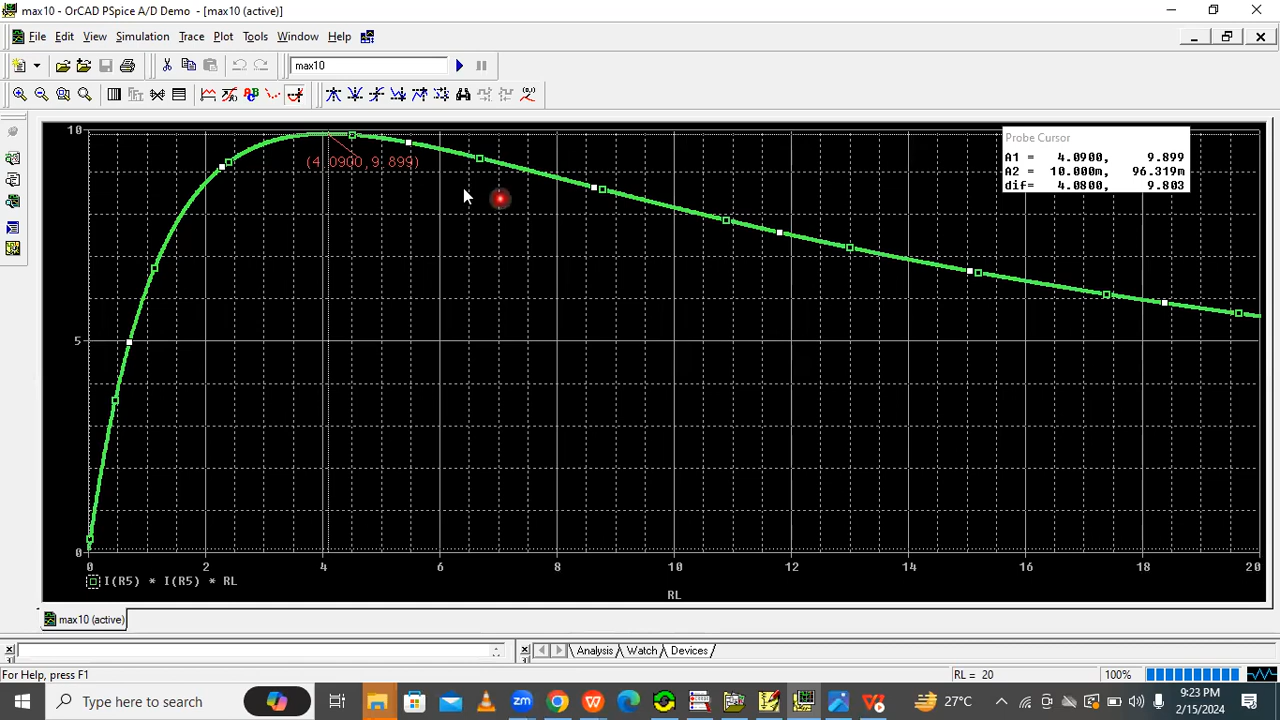 max10 - OrCAD PSpice A/D Demo - [max10 (active)]
File Edit View Simulation Trace Plot Tools Window Help
max10
10
(4.0900,9.899)
Probe Cursor
A1 = 4.0900, 9.899
A2 = 10.000m, 96.319m
dif= 4.0800, 9.803
5
0
0 2 4 6 8 10 12 14 16 18 20
I(R5) * I(R5) * RL
RL
max10 (active)
Analysis Watch Devices
For Help, press F1
RL = 20
100%
Type here to search
zm
27°C
9:23 PM
2/15/2024